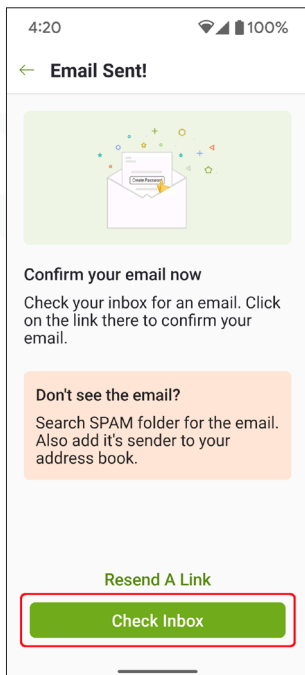 4:20 100%
Email Sent!
Create Password
Confirm your email now
Check your inbox for an email. Click
on the link there to confirm your
email.
Don't see the email?
Search SPAM folder for the email.
Also add it's sender to your
address book.
Resend A Link
Check Inbox